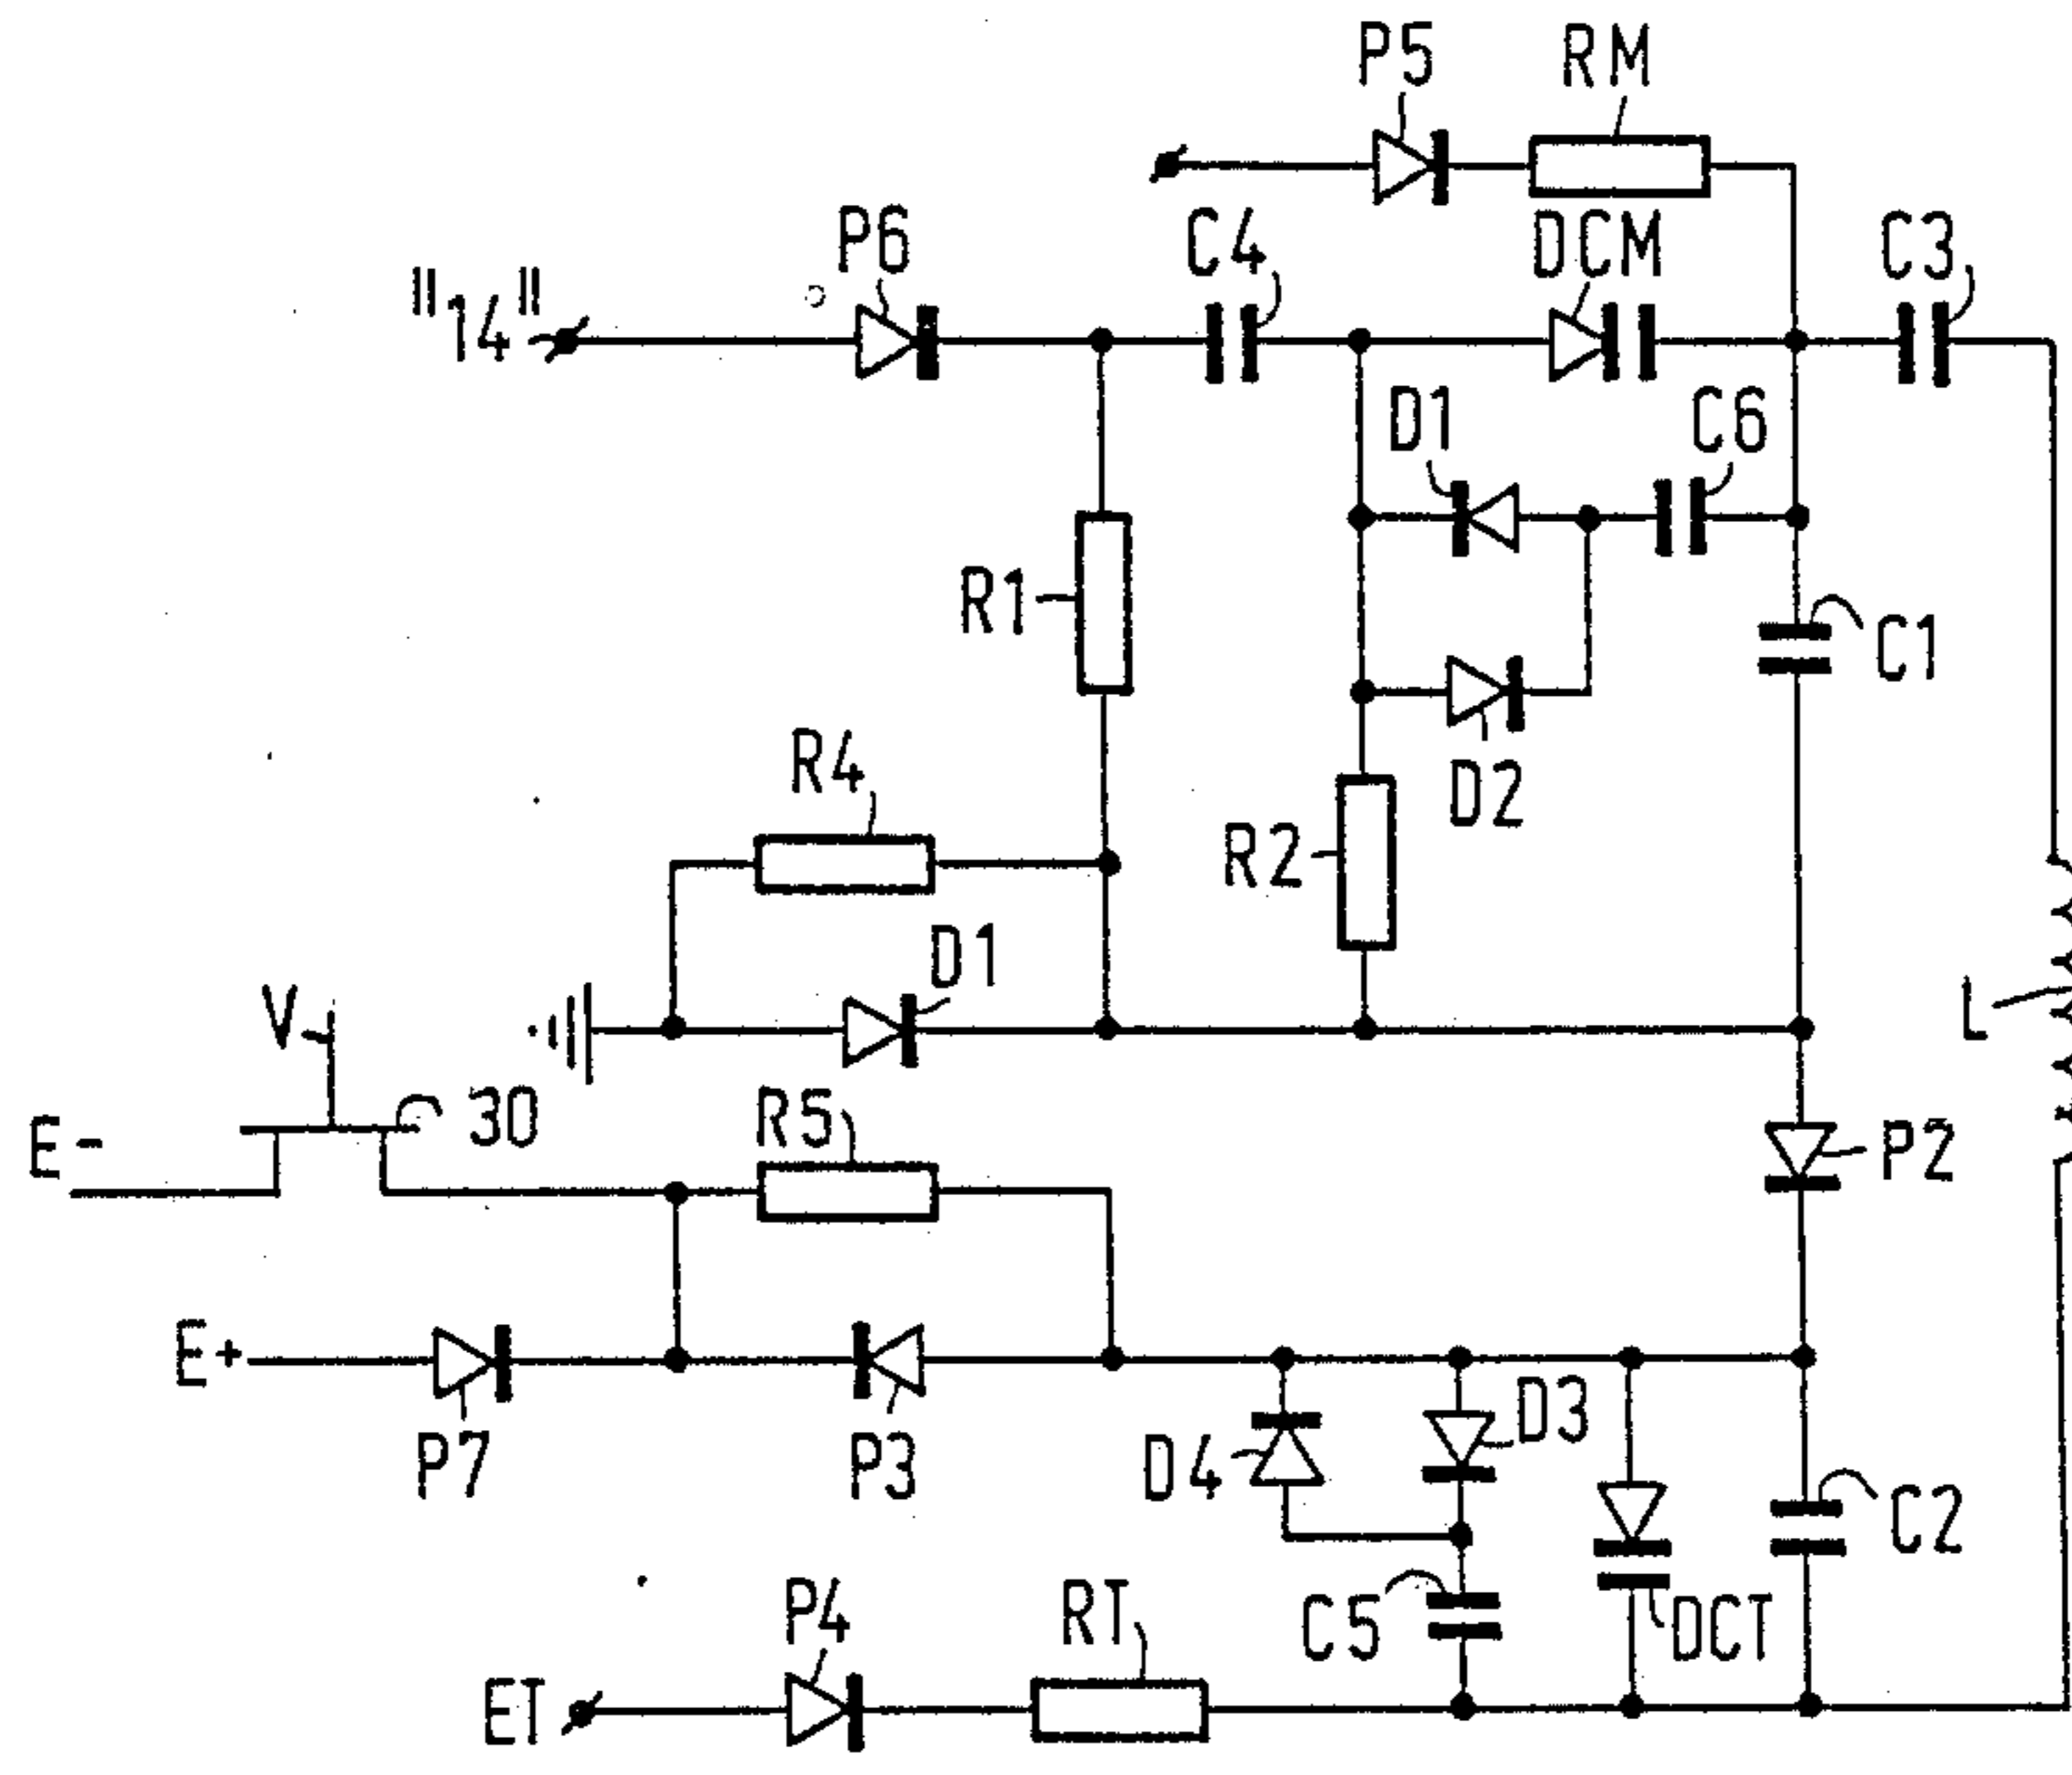 P5 RM
"14" P6 C4 DCM C3
D1 C6
R1 C1
R4 D2
R2
D1
V L
E- 30 R5 P2
E+
P7 P3 D4 D3
C2
P4 RT C5 DCT
ET